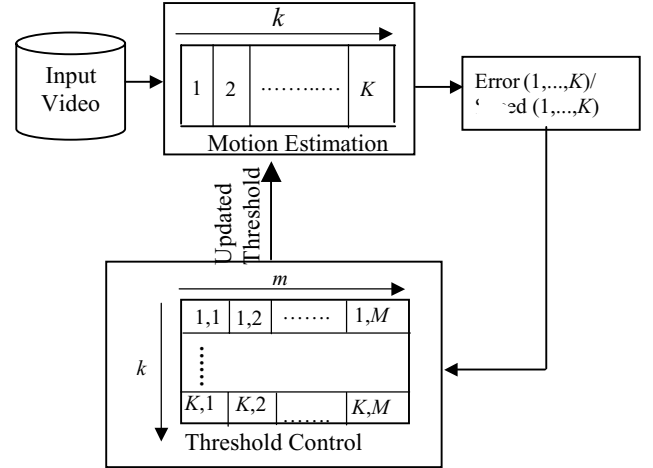 k
Input
Video
1 2 ............ K
Motion Estimation
Error (1,...,K)/
(1,...,K)
Updated
Threshold
m
1,1 1,2 ....... 1,M
k
......
K,1 K,2 ....... K,M
Threshold Control